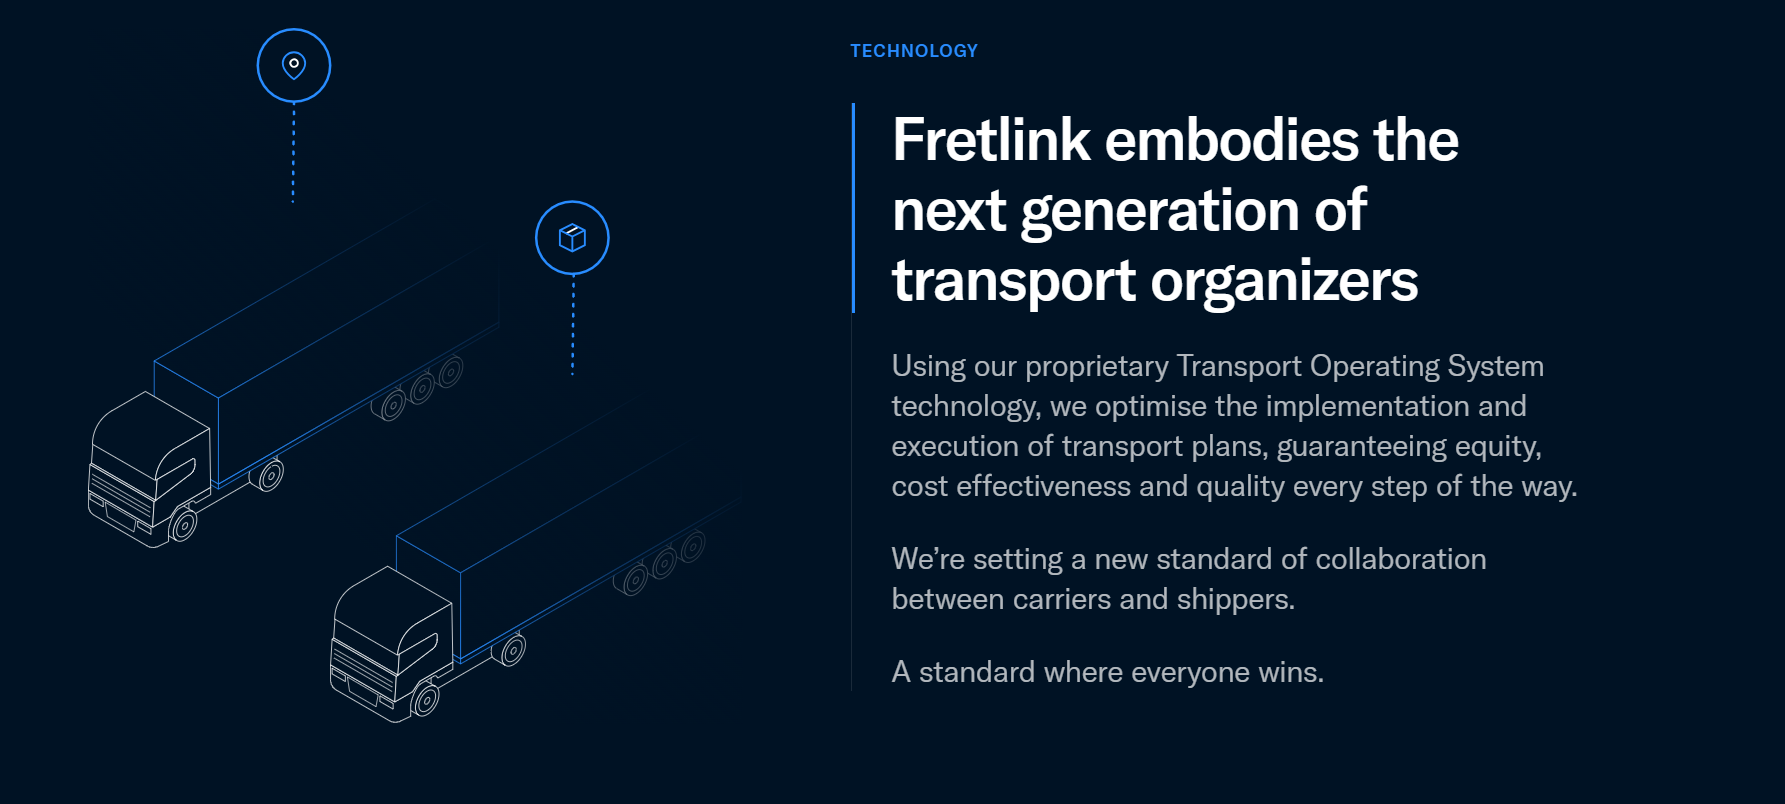 TECHNOLOGY
Fretlink embodies the
next generation of
transport organizers
Using our proprietary Transport Operating System
technology, we optimise the implementation and
execution of transport plans, guaranteeing equity,
cost effectiveness and quality every step of the way.
We’re setting a new standard of collaboration
between carriers and shippers.
A standard where everyone wins.